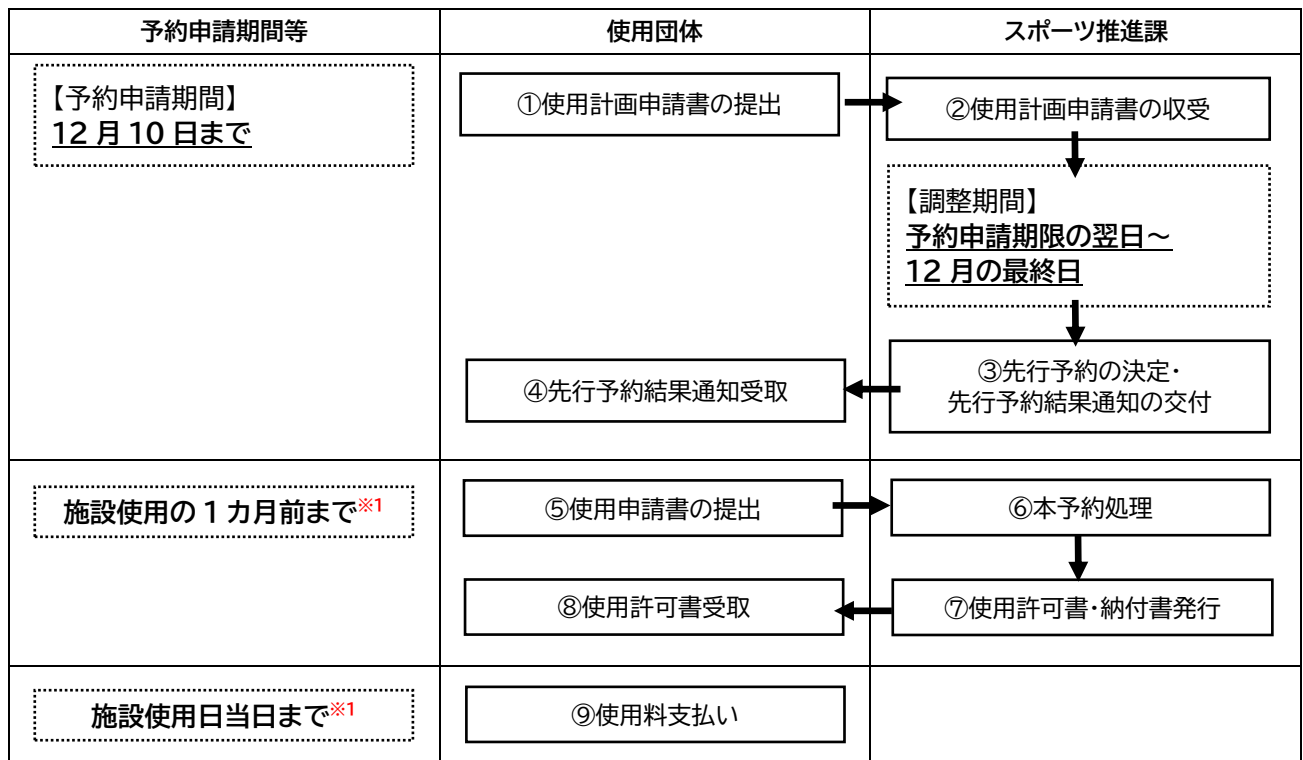 予約申請期間等
使用団体
スポーツ推進課
【予約申請期間】
12 月 10 日まで
①使用計画申請書の提出
②使用計画申請書の収受
【調整期間】
予約申請期限の翌日～
12 月の最終日
③先行予約の決定・
先行予約結果通知の交付
④先行予約結果通知受取
施設使用の 1 カ月前まで※1
⑤使用申請書の提出
⑥本予約処理
⑦使用許可書・納付書発行
⑧使用許可書受取
施設使用日当日まで※1
⑨使用料支払い